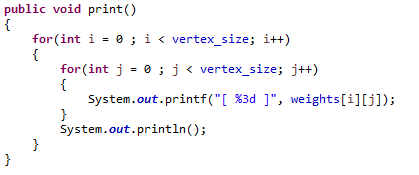 public void print()
{
    for(int i = 0 ; i < vertex_size; i++)
    {
        for(int j = 0 ; j < vertex_size; j++)
        {
            System.out.printf("[ %3d ]", weights[i][j]);
        }
        System.out.println();
    }
}